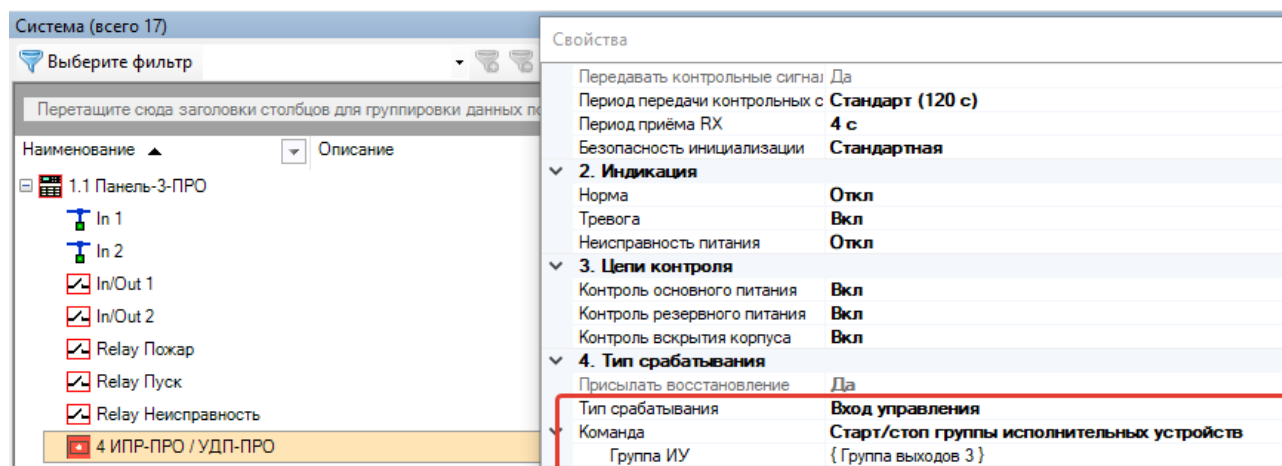 Система (всего 17)
Выберите фильтр
Перетащите сюда заголовки столбцов для группировки данных по
Наименование Описание
1.1 Панель-3-ПРО
In 1
In 2
In/Out 1
In/Out 2
Relay Пожар
Relay Пуск
Relay Неисправность
4 ИПР-ПРО / УДП-ПРО
Свойства
Передавать контрольные сигнал Да
Период передачи контрольных с Стандарт (120 с)
Период приёма RX 4 с
Безопасность инициализации Стандартная
2. Индикация
Норма Откл
Тревога Вкл
Неисправность питания Откл
3. Цепи контроля
Контроль основного питания Вкл
Контроль резервного питания Вкл
Контроль вскрытия корпуса Вкл
4. Тип срабатывания
Присылать восстановление Да
Тип срабатывания Вход управления
Команда Старт/стоп группы исполнительных устройств
Группа ИУ { Группа выходов 3 }